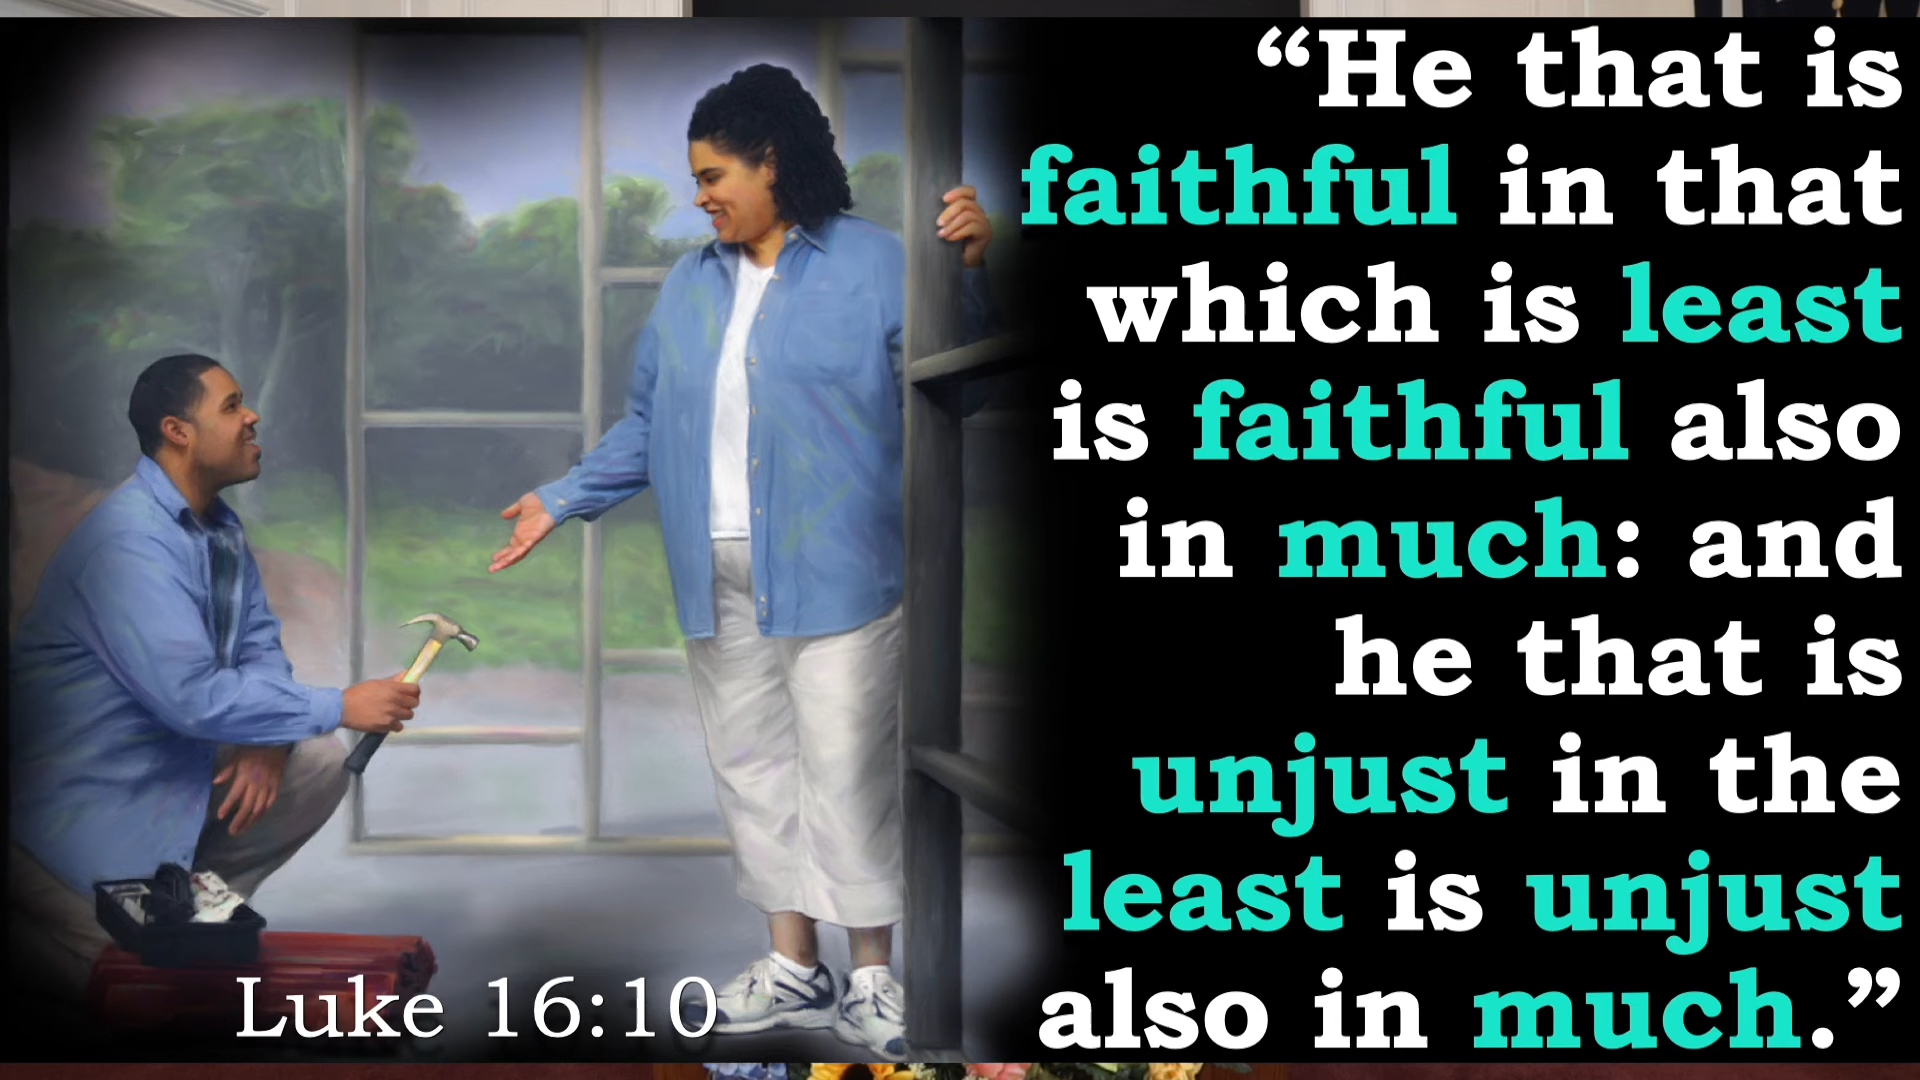 “He that is
faithful in that
which is least
is faithful also
in much: and
he that is
unjust in the
least is unjust
also in much.”
Luke 16:10